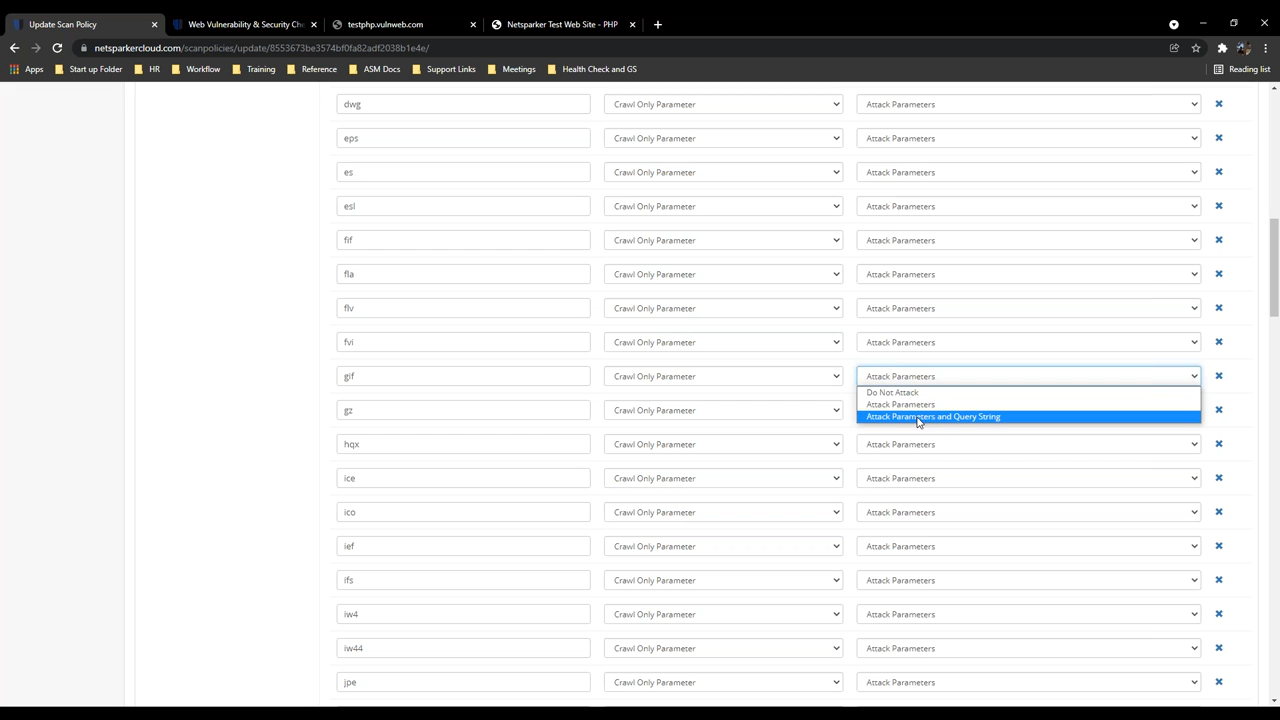 Update Scan Policy
Web Vulnerability & Security Che
testphp.vulnweb.com
Netsparker Test Web Site - PHP
netsparkercloud.com/scanpolicies/update/8553673be3574bf0fa82adf2038b1e4e/
Apps Start up Folder HR Workflow Training Reference ASM Docs Support Links Meetings Health Check and GS Reading list
dwg Crawl Only Parameter Attack Parameters
eps Crawl Only Parameter Attack Parameters
es Crawl Only Parameter Attack Parameters
esl Crawl Only Parameter Attack Parameters
fif Crawl Only Parameter Attack Parameters
fla Crawl Only Parameter Attack Parameters
flv Crawl Only Parameter Attack Parameters
fvi Crawl Only Parameter Attack Parameters
gif Crawl Only Parameter Attack Parameters
Do Not Attack
Attack Parameters
gz Crawl Only Parameter
Attack Parameters and Query String
hqx Crawl Only Parameter Attack Parameters
ice Crawl Only Parameter Attack Parameters
ico Crawl Only Parameter Attack Parameters
ief Crawl Only Parameter Attack Parameters
ifs Crawl Only Parameter Attack Parameters
iw4 Crawl Only Parameter Attack Parameters
iw44 Crawl Only Parameter Attack Parameters
jpe Crawl Only Parameter Attack Parameters